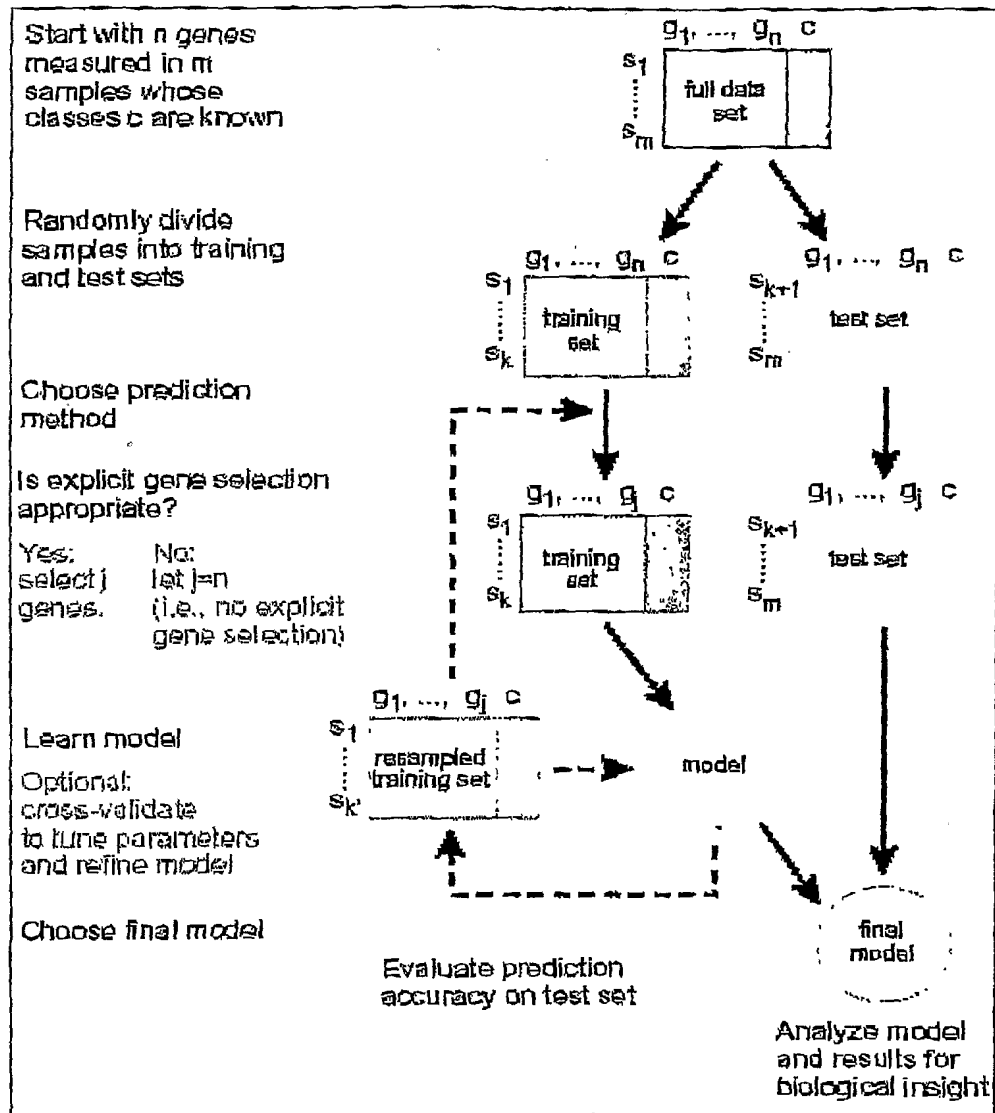 Start with n genes
measured in m
samples whose
classes c are known
g1, ..., gn c
s1
sm
full data
set
Randomly divide
samples into training
and test sets
g1, ..., gn c
s1
sk
training
set
g1, ..., gn c
sk+1
sm
test set
Choose prediction
method
Is explicit gene selection
appropriate?
Yes:
select j
genes.
No:
let j=n
(i.e., no explicit
gene selection)
g1, ..., gj c
s1
sk
training
set
g1, ..., gj c
sk+1
sm
test set
Learn model
Optional:
cross-validate
to tune parameters
and refine model
g1, ..., gj c
s1
sk'
resampled
training set
model
Choose final model
final
model
Evaluate prediction
accuracy on test set
Analyze model
and results for
biological insight